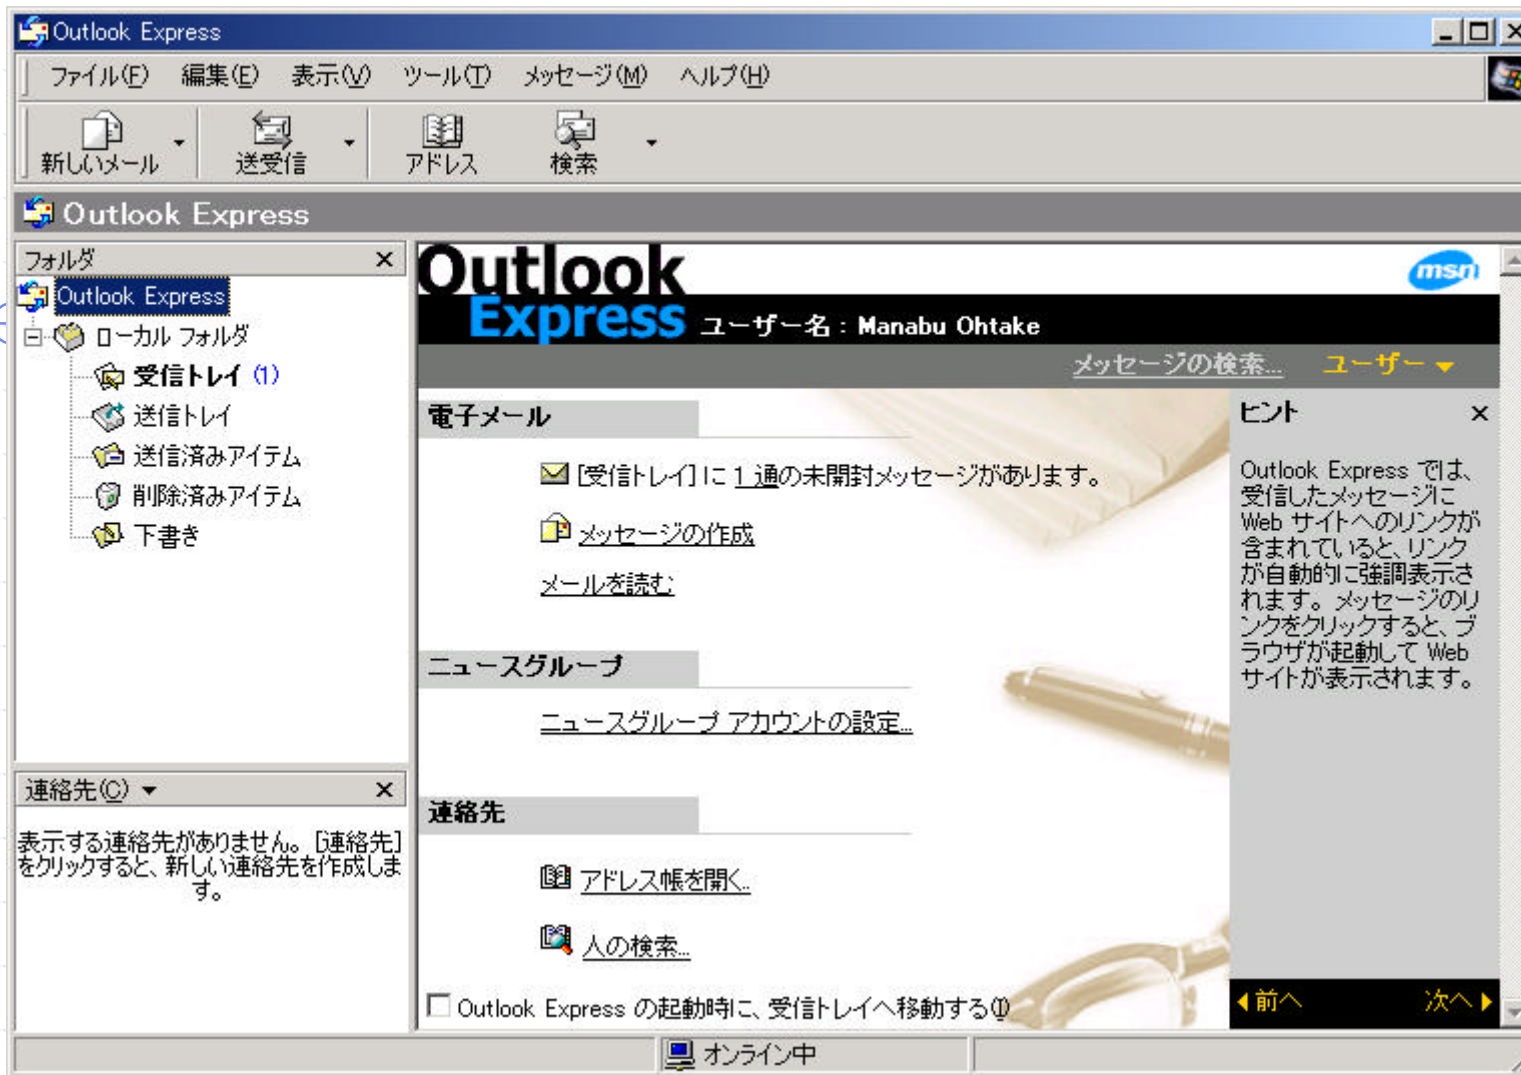 Outlook Express
ファイル(F) 編集(E) 表示(V) ツール(T) メッセージ(M) ヘルプ(H)
新しいメール 送受信 アドレス 検索
Outlook Express
フォルダ
Outlook Express
ローカル フォルダ
受信トレイ (1)
送信トレイ
送信済みアイテム
削除済みアイテム
下書き
連絡先(C)
表示する連絡先がありません。[連絡先]
をクリックすると、新しい連絡先を作成しま
す。
Outlook
Express ユーザー名 : Manabu Ohtake
msn
メッセージの検索... ユーザー
電子メール
[受信トレイ] に 1 通の未開封メッセージがあります。
メッセージの作成
メールを読む
ニュースグループ
ニュースグループ アカウントの設定...
連絡先
アドレス帳を開く...
人の検索...
Outlook Express の起動時に、受信トレイへ移動する(I)
ヒント
Outlook Express では、
受信したメッセージに
Web サイトへのリンクが
含まれていると、リンク
が自動的に強調表示さ
れます。メッセージのリ
ンクをクリックすると、ブ
ラウザが起動して Web
サイトが表示されます。
前へ 次へ
オンライン中